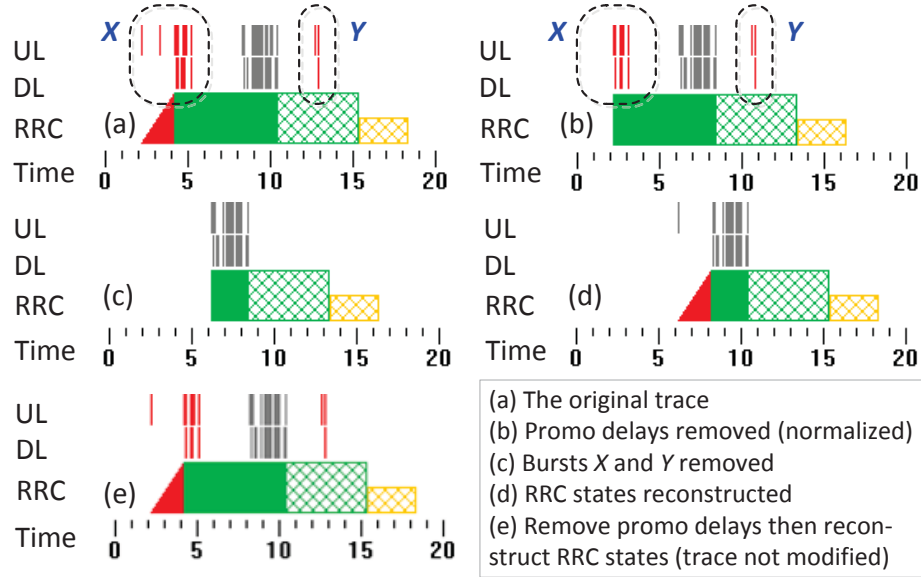 X Y
UL
DL
RRC (a)
Time 0 5 10 15 20
X Y
UL
DL
RRC (b)
Time 0 5 10 15 20
UL
DL
RRC (c)
Time 0 5 10 15 20
UL
DL
RRC (d)
Time 0 5 10 15 20
UL
DL
RRC (e)
Time 0 5 10 15 20
(a) The original trace
(b) Promo delays removed (normalized)
(c) Bursts X and Y removed
(d) RRC states reconstructed
(e) Remove promo delays then recon-
struct RRC states (trace not modified)